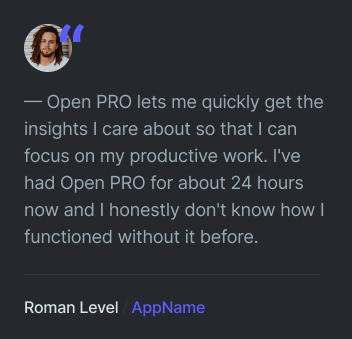 “
— Open PRO lets me quickly get the
insights I care about so that I can
focus on my productive work. I've
had Open PRO for about 24 hours
now and I honestly don't know how I
functioned without it before.
Roman Level / AppName